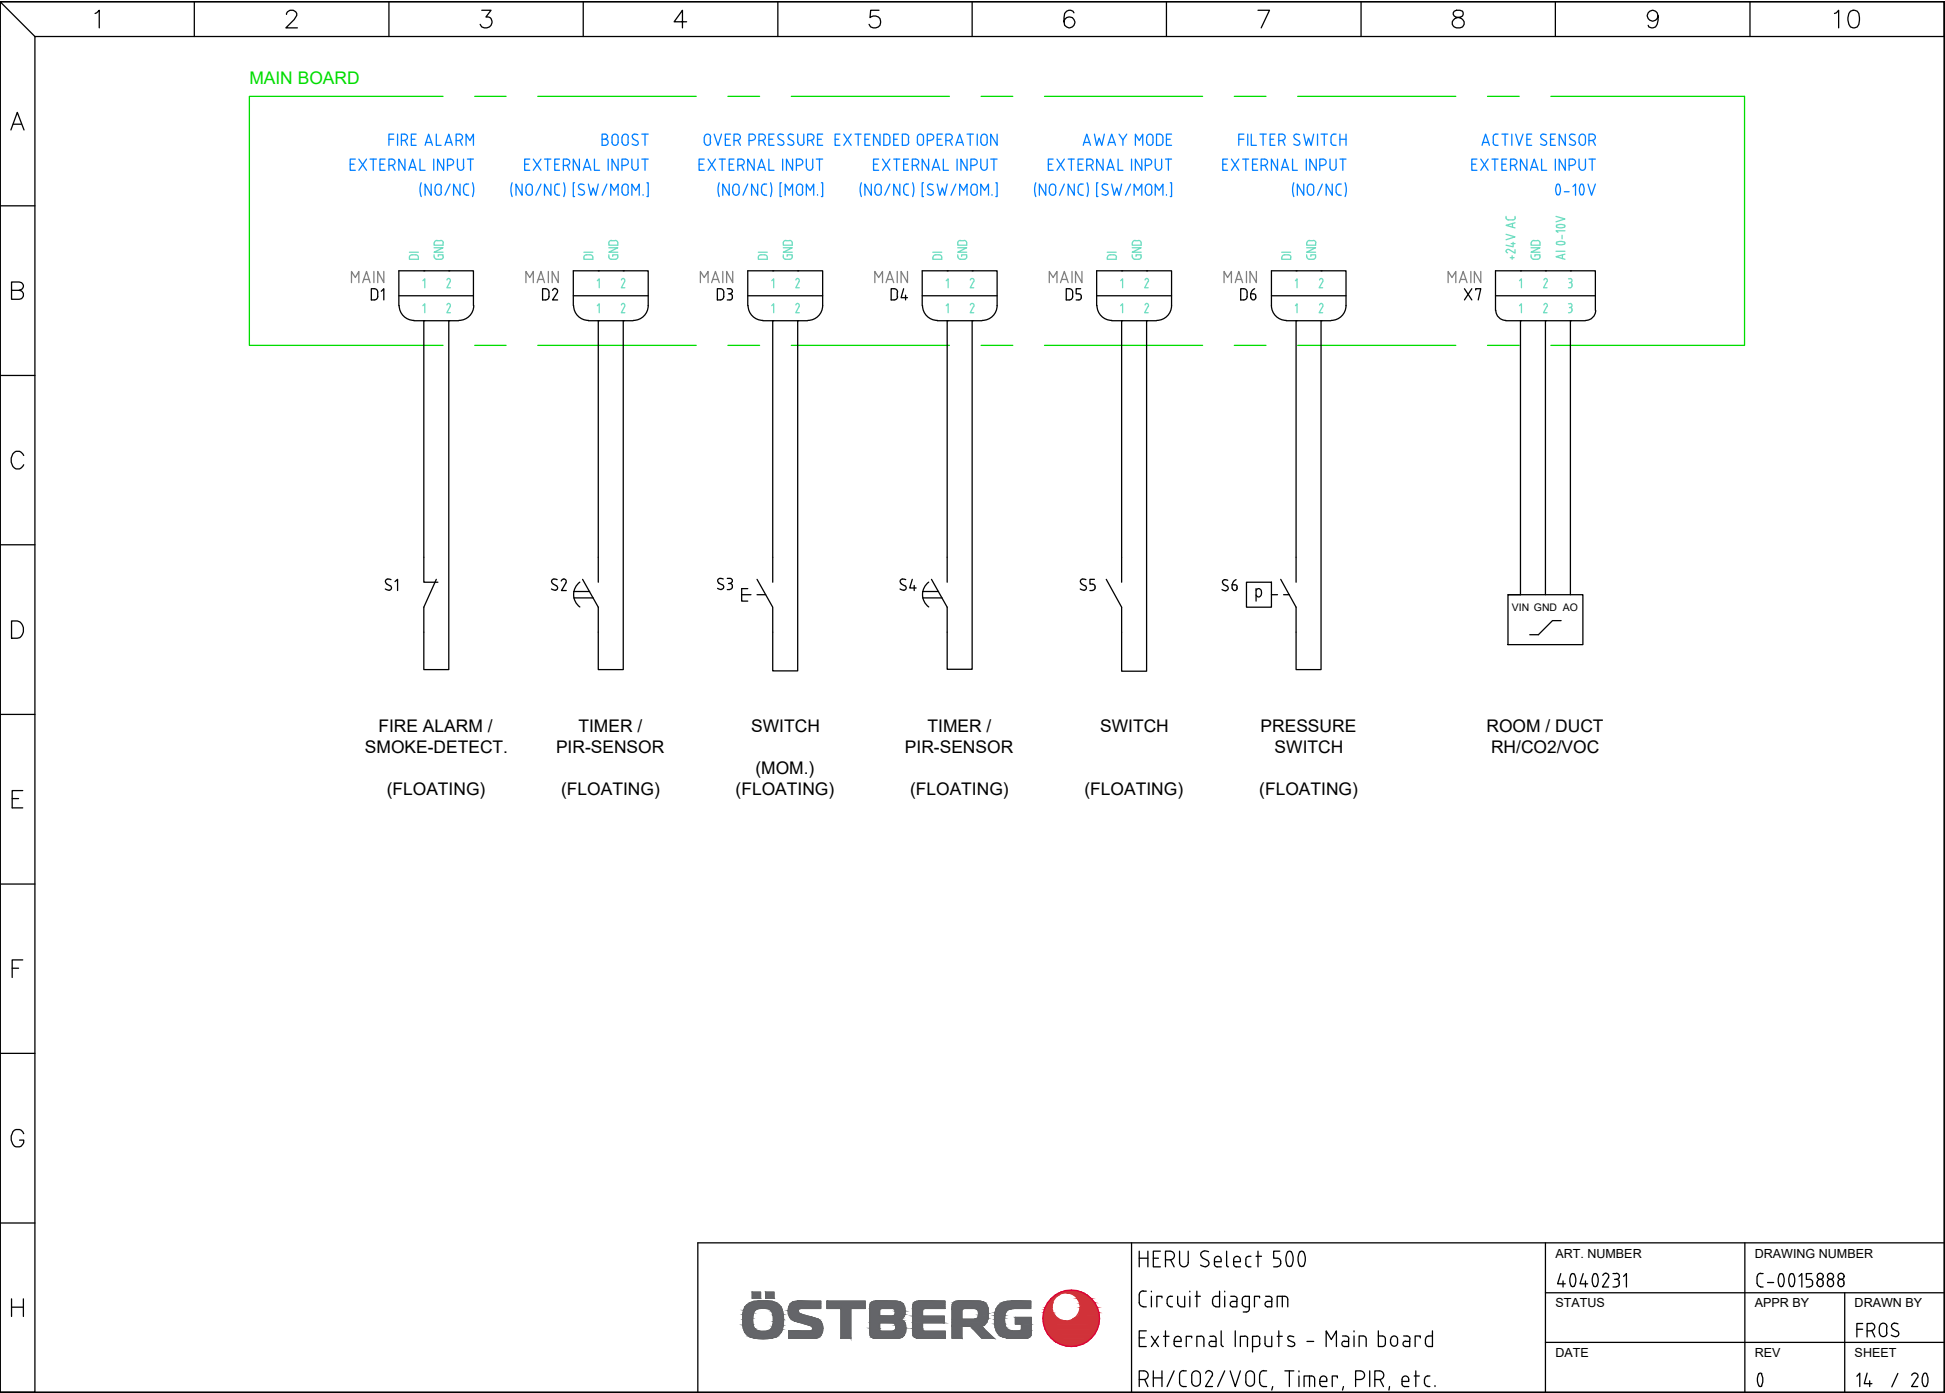 1 2 3 4 5 6 7 8 9 10
A
B
C
D
E
F
G
H
MAIN BOARD
FIRE ALARM
EXTERNAL INPUT
(NO/NC)
BOOST
EXTERNAL INPUT
(NO/NC) [SW/MOM.]
OVER PRESSURE
EXTERNAL INPUT
(NO/NC) [MOM.]
EXTENDED OPERATION
EXTERNAL INPUT
(NO/NC) [SW/MOM.]
AWAY MODE
EXTERNAL INPUT
(NO/NC) [SW/MOM.]
FILTER SWITCH
EXTERNAL INPUT
(NO/NC)
ACTIVE SENSOR
EXTERNAL INPUT
0-10V
DI GND
MAIN
D1
1 2
1 2
DI GND
MAIN
D2
1 2
1 2
DI GND
MAIN
D3
1 2
1 2
DI GND
MAIN
D4
1 2
1 2
DI GND
MAIN
D5
1 2
1 2
DI GND
MAIN
D6
1 2
1 2
+24V AC
GND
AI 0-10V
MAIN
X7
1 2 3
1 2 3
S1
S2
S3
S4
S5
S6
P
VIN GND AO
FIRE ALARM /
SMOKE-DETECT.
(FLOATING)
TIMER /
PIR-SENSOR
(FLOATING)
SWITCH
(MOM.)
(FLOATING)
TIMER /
PIR-SENSOR
(FLOATING)
SWITCH
(FLOATING)
PRESSURE
SWITCH
(FLOATING)
ROOM / DUCT
RH/CO2/VOC
ÖSTBERG
HERU Select 500
Circuit diagram
External Inputs - Main board
RH/CO2/VOC, Timer, PIR, etc.
ART. NUMBER
4040231
DRAWING NUMBER
C-0015888
STATUS
APPR BY
DRAWN BY
FROS
DATE
REV
0
SHEET
14 / 20